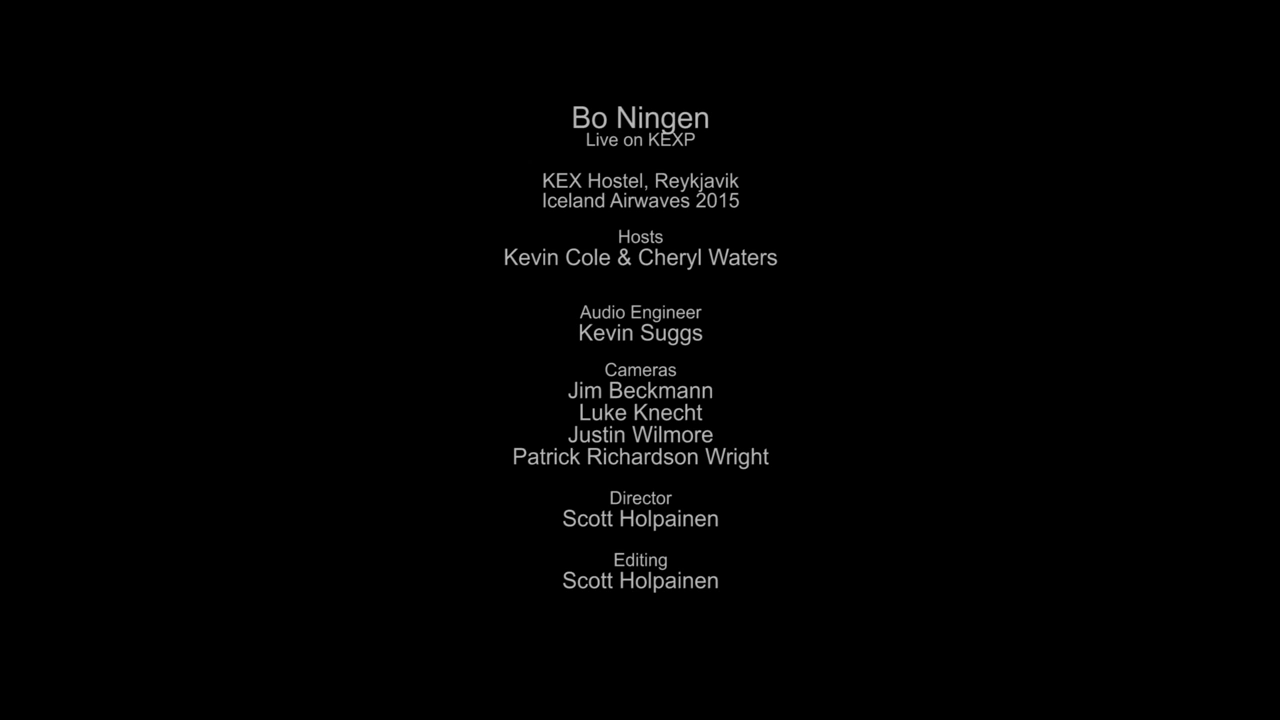 Bo Ningen
Live on KEXP
KEX Hostel, Reykjavik
Iceland Airwaves 2015
Hosts
Kevin Cole & Cheryl Waters
Audio Engineer
Kevin Suggs
Cameras
Jim Beckmann
Luke Knecht
Justin Wilmore
Patrick Richardson Wright
Director
Scott Holpainen
Editing
Scott Holpainen